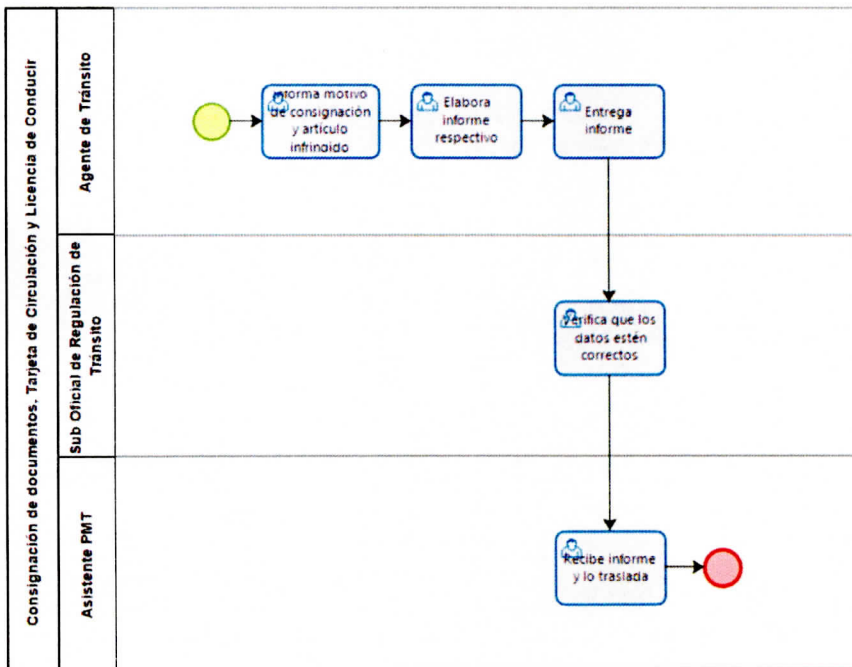 Consignación de documentos. Tarjeta de Circulación y Licencia de Conducir
Agente de Tránsito
Informa motivo
de consignación
y artículo
infringido
Elabora
informe
respectivo
Entrega
informe
Sub Oficial de Regulación de
Tránsito
Verifica que los
datos estén
correctos
Asistente PMT
Recibe informe
y lo traslada